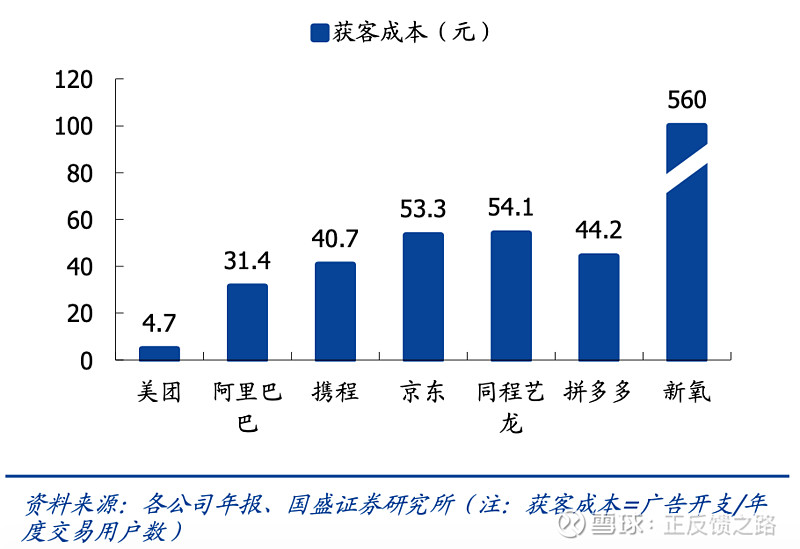 获客成本（元）
120
100
80
60
40
20
0
4.7
31.4
40.7
53.3
54.1
44.2
560
美团
阿里巴
巴
携程
京东
同程艺
龙
拼多多
新氧
资料来源：各公司年报、国盛证券研究所（注：获客成本=广告开支/年
度交易用户数）
雪球：正反馈之路